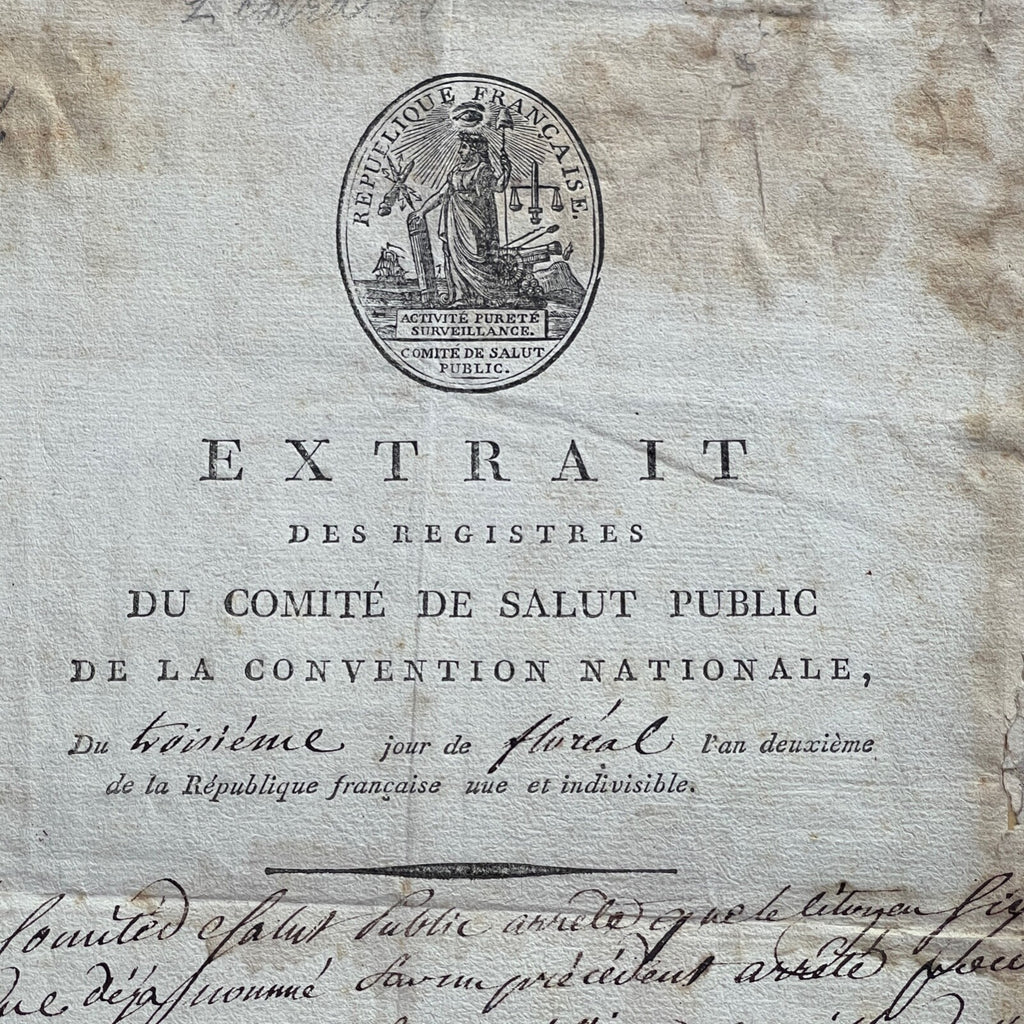 RÉPUBLIQUE FRANÇAISE.
ACTIVITÉ PURETÉ
SURVEILLANCE.
COMITÉ DE SALUT
PUBLIC.
EXTRAIT
DES REGISTRES
DU COMITÉ DE SALUT PUBLIC
DE LA CONVENTION NATIONALE,
Du troisiéme jour de floréal l'an deuxième
de la République française une et indivisible.
Comité de Salut Public arrête que le Citoyen
déja nommé par un précédent arrêté pour